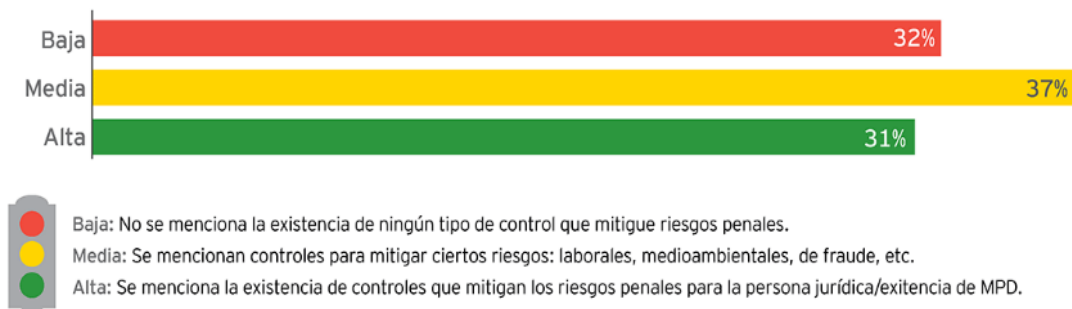 Baja 32%
Media 37%
Alta 31%
Baja: No se menciona la existencia de ningún tipo de control que mitigue riesgos penales.
Media: Se mencionan controles para mitigar ciertos riesgos: laborales, medioambientales, de fraude, etc.
Alta: Se menciona la existencia de controles que mitigan los riesgos penales para la persona jurídica/exitencia de MPD.